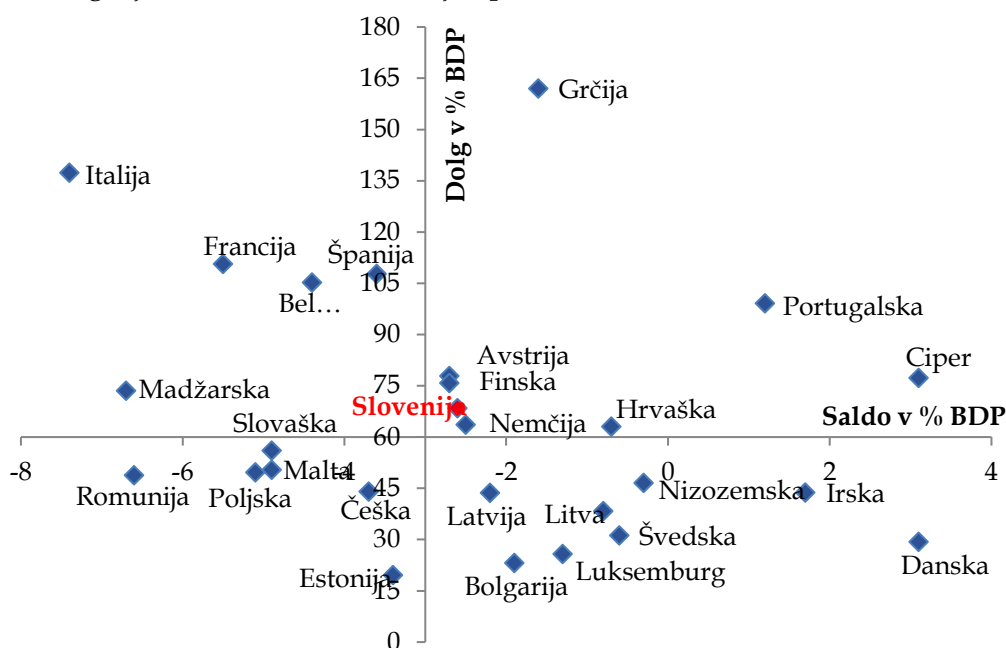 180
Dolg v % BDP
165
Grčija
150
Italija
135
120
Francija
Španija
105
Bel…
Portugalska
90
Avstrija
Ciper
Finska
75
Madžarska
Slovenija
Hrvaška
Saldo v % BDP
Slovaška
Nemčija
60
-8
-6
-4
-2
0
2
4
Malta
Romunija
Poljska
Češka
45
Latvija
Litva
Nizozemska
Irska
Švedska
30
Estonija
Bolgarija
Luksemburg
Danska
15
0